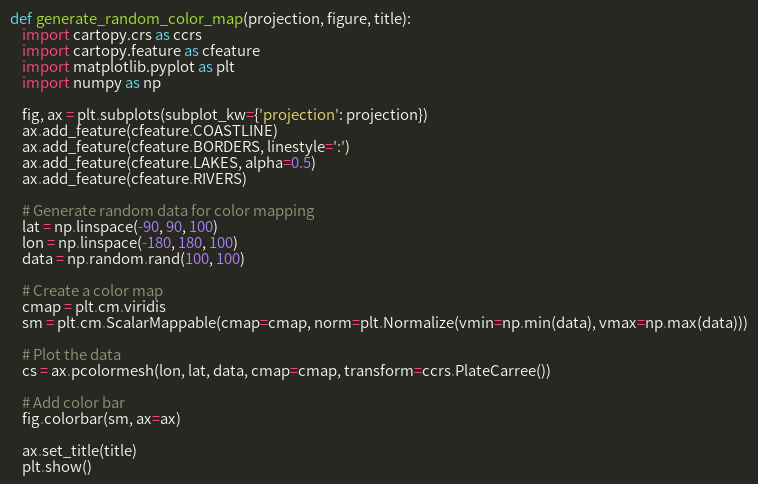 def generate_random_color_map(projection, figure, title):
    import cartopy.crs as ccrs
    import cartopy.feature as cfeature
    import matplotlib.pyplot as plt
    import numpy as np

    fig, ax = plt.subplots(subplot_kw={'projection': projection})
    ax.add_feature(cfeature.COASTLINE)
    ax.add_feature(cfeature.BORDERS, linestyle=':')
    ax.add_feature(cfeature.LAKES, alpha=0.5)
    ax.add_feature(cfeature.RIVERS)

    # Generate random data for color mapping
    lat = np.linspace(-90, 90, 100)
    lon = np.linspace(-180, 180, 100)
    data = np.random.rand(100, 100)

    # Create a color map
    cmap = plt.cm.viridis
    sm = plt.cm.ScalarMappable(cmap=cmap, norm=plt.Normalize(vmin=np.min(data), vmax=np.max(data)))

    # Plot the data
    cs = ax.pcolormesh(lon, lat, data, cmap=cmap, transform=ccrs.PlateCarree())

    # Add color bar
    fig.colorbar(sm, ax=ax)

    ax.set_title(title)
    plt.show()